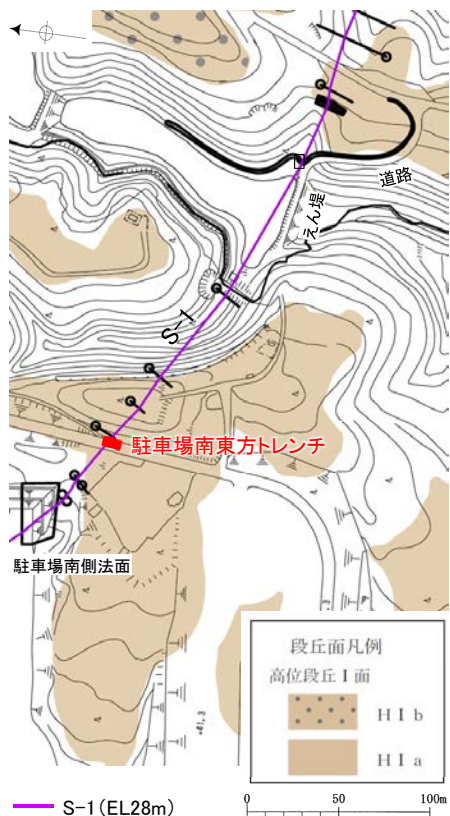 道路
えん堤
S-1
駐車場南東方トレンチ
駐車場南側法面
41.3
段丘面凡例
高位段丘Ⅰ面
HⅠb
HⅠa
S-1(EL28m)
0 50 100m